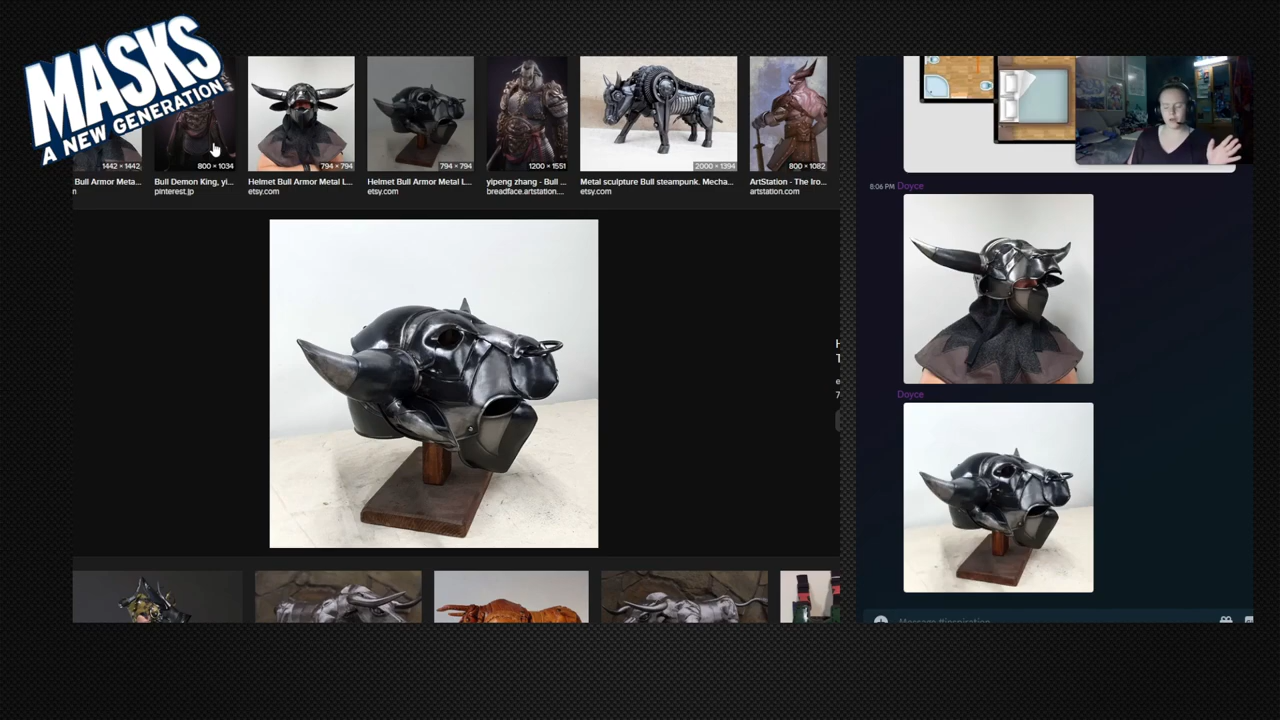 MASKS
A NEW GENERATION
1442 × 1442
800 × 1034
794 × 794
794 × 794
1200 × 1551
2000 × 1394
800 × 1082
Bull Armor Meta...
Bull Demon King, yi...
pinterest.jp
Helmet Bull Armor Metal L...
etsy.com
Helmet Bull Armor Metal L...
etsy.com
yipeng zhang - Bull ...
breadface.artstation....
Metal sculpture Bull steampunk. Mecha...
etsy.com
ArtStation - The Iro...
artstation.com
8:06 PM Doyce
Doyce
Message #inspiration